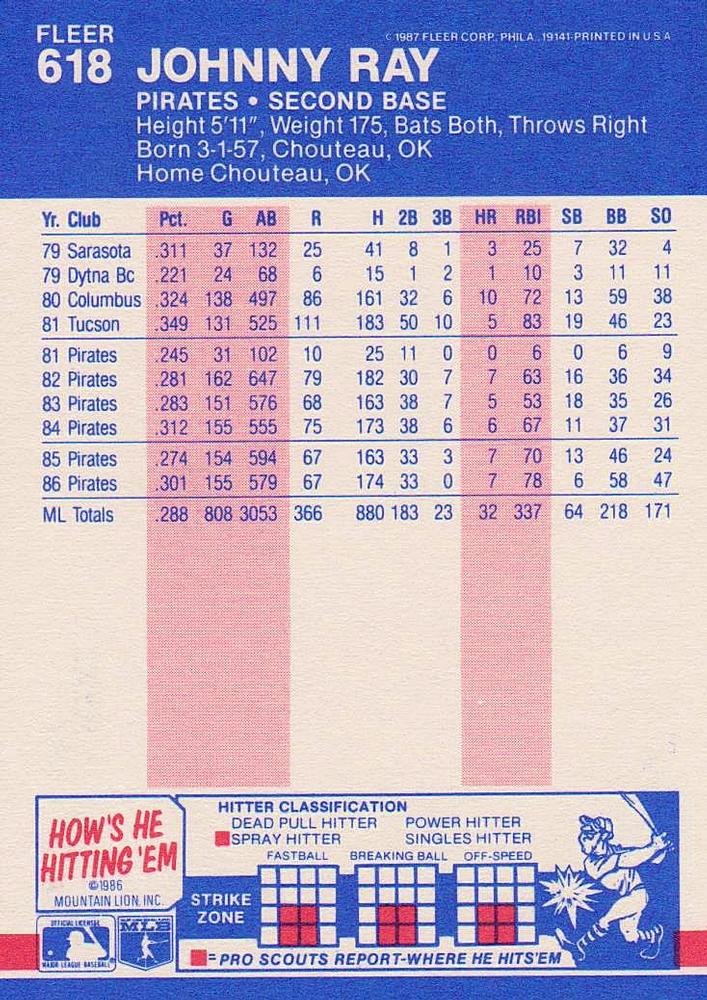 FLEER
© 1987 FLEER CORP. PHILA., 19141-PRINTED IN U S A
618 JOHNNY RAY
PIRATES • SECOND BASE
Height 5'11", Weight 175, Bats Both, Throws Right
Born 3-1-57, Chouteau, OK
Home Chouteau, OK
Yr. Club Pct. G AB R H 2B 3B HR RBI SB BB SO
79 Sarasota .311 37 132 25 41 8 1 3 25 7 32 4
79 Dytna Bc .221 24 68 6 15 1 2 1 10 3 11 11
80 Columbus .324 138 497 86 161 32 6 10 72 13 59 38
81 Tucson .349 131 525 111 183 50 10 5 83 19 46 23
81 Pirates .245 31 102 10 25 11 0 0 6 0 6 9
82 Pirates .281 162 647 79 182 30 7 7 63 16 36 34
83 Pirates .283 151 576 68 163 38 7 5 53 18 35 26
84 Pirates .312 155 555 75 173 38 6 6 67 11 37 31
85 Pirates .274 154 594 67 163 33 3 7 70 13 46 24
86 Pirates .301 155 579 67 174 33 0 7 78 6 58 47
ML Totals .288 808 3053 366 880 183 23 32 337 64 218 171
HOW'S HE
HITTING 'EM
©1986
MOUNTAIN LION, INC.
OFFICIAL LICENSEE
MAJOR LEAGUE BASEBALL
MLB
HITTER CLASSIFICATION
DEAD PULL HITTER POWER HITTER
SPRAY HITTER SINGLES HITTER
FASTBALL BREAKING BALL OFF-SPEED
STRIKE
ZONE
= PRO SCOUTS REPORT-WHERE HE HITS'EM